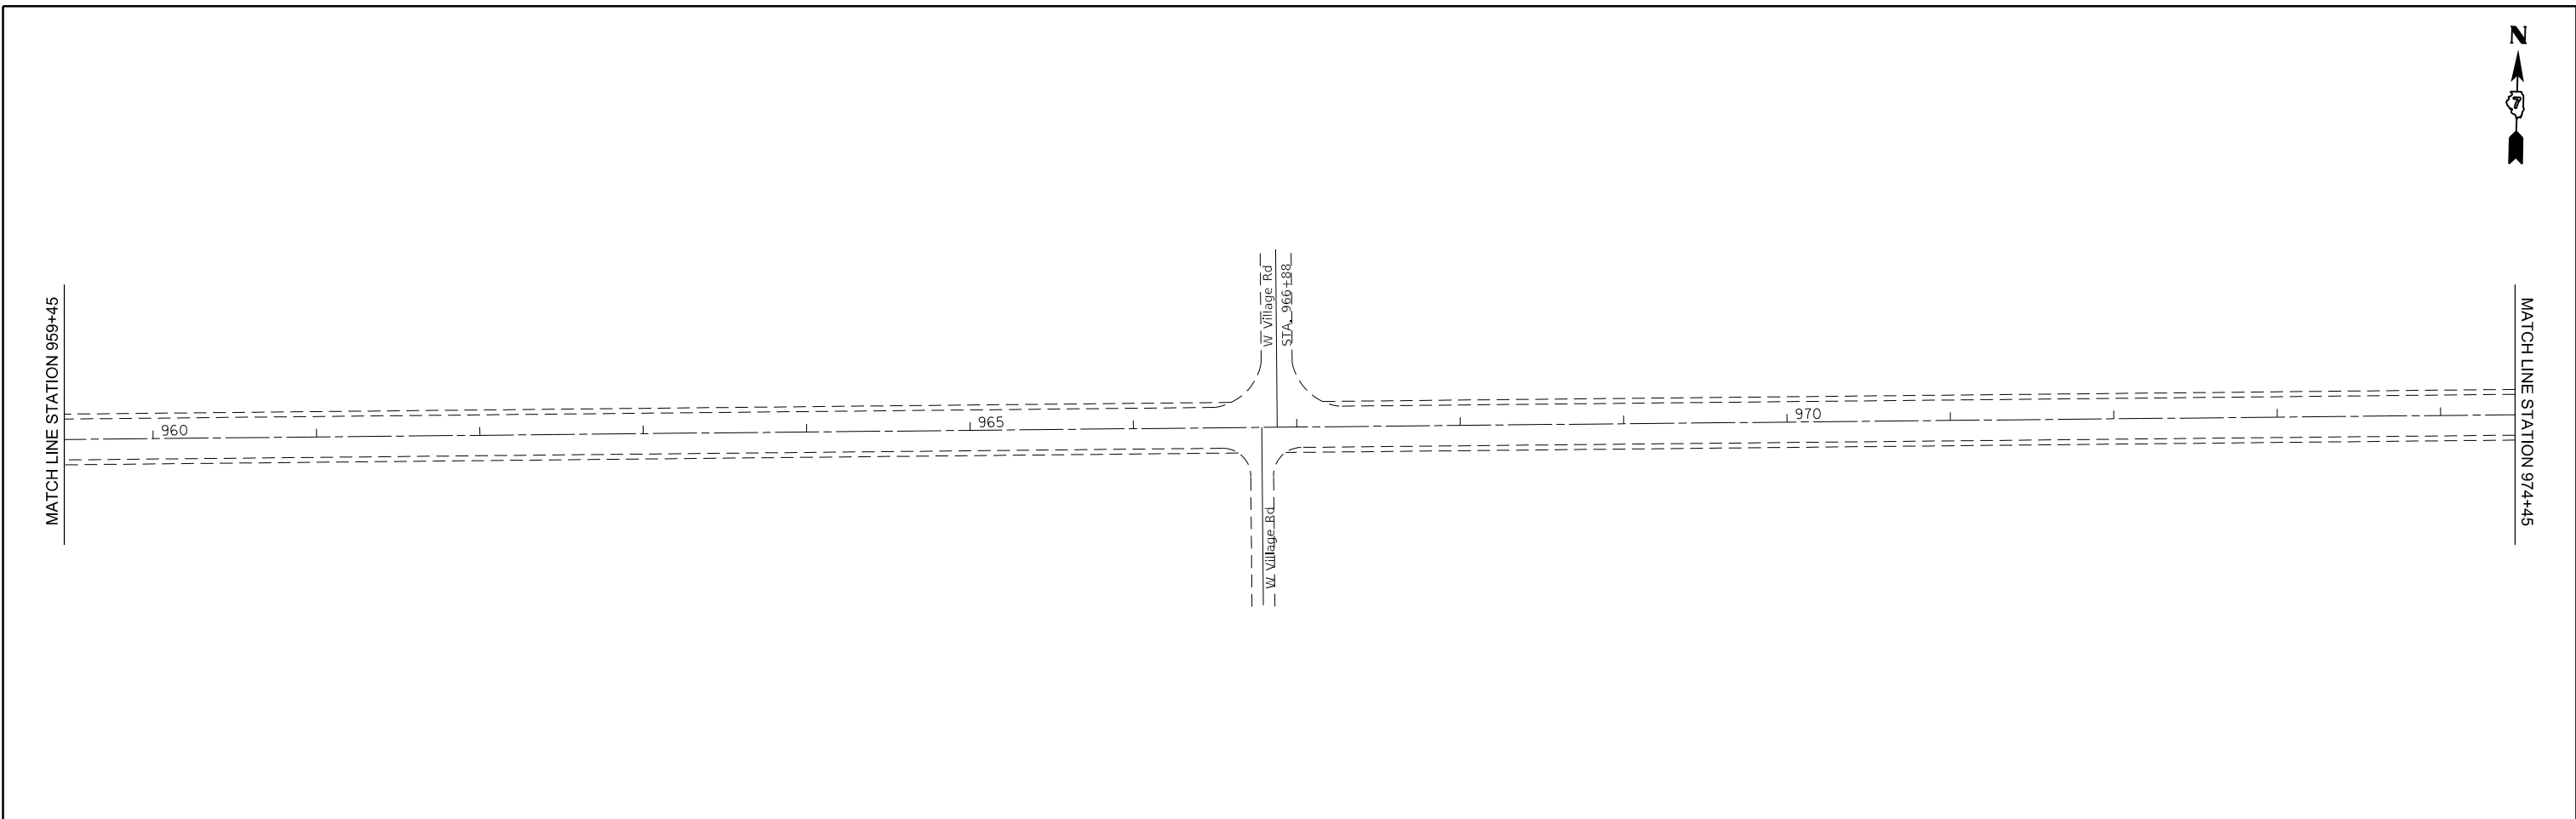 N
7
MATCH LINE STATION 959+45
W Village Rd
STA. 966+88
960
965
970
W Village Rd
MATCH LINE STATION 974+45